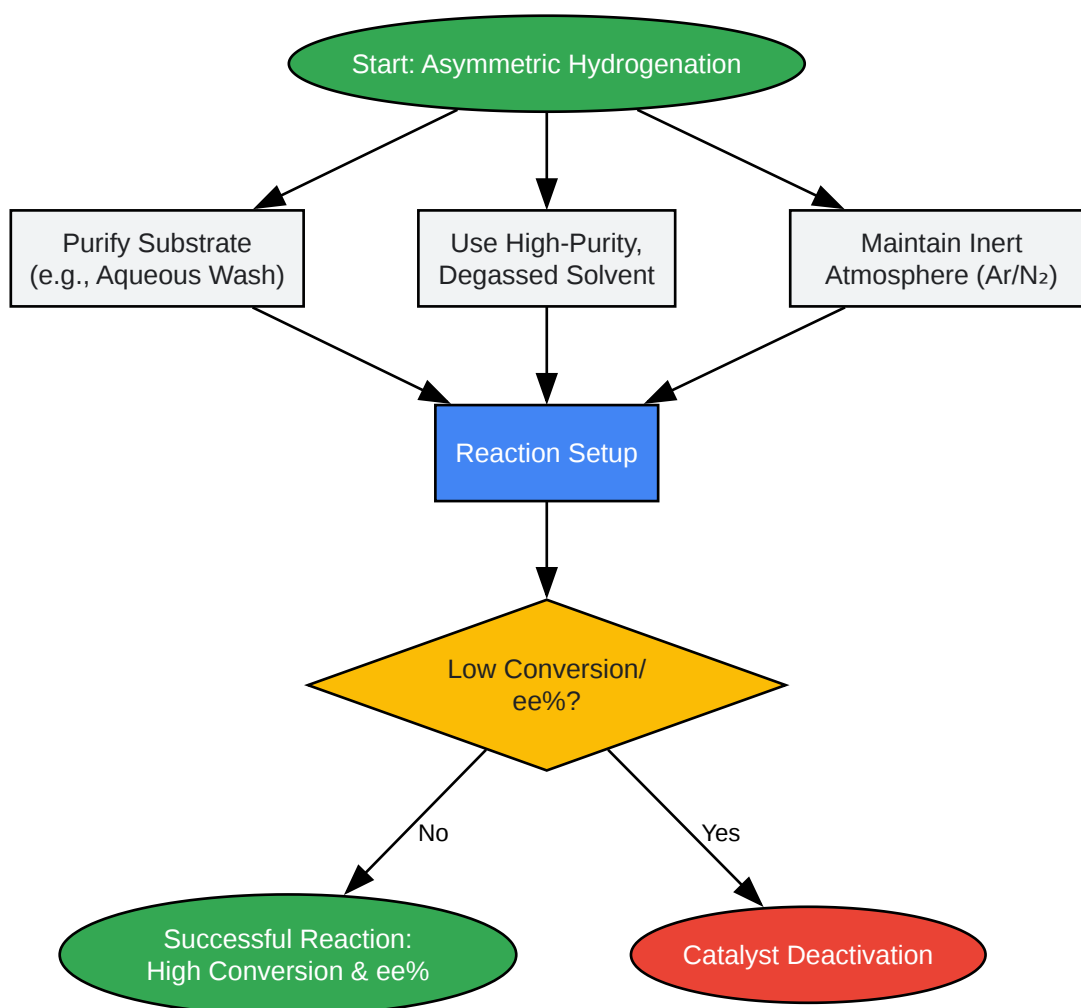 Start: Asymmetric Hydrogenation
Purify Substrate
(e.g., Aqueous Wash)
Use High-Purity,
Degassed Solvent
Maintain Inert
Atmosphere (Ar/N₂)
Reaction Setup
Low Conversion/
ee%?
No
Yes
Successful Reaction:
High Conversion & ee%
Catalyst Deactivation